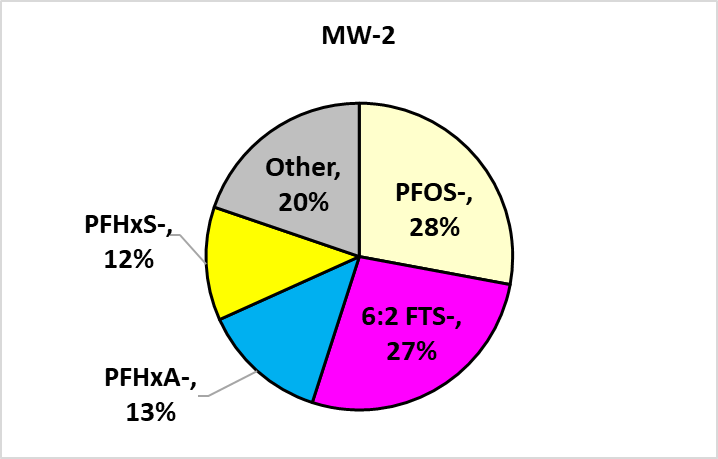 MW-2
Other,
20%
PFOS-,
28%
PFHxS-,
12%
6:2 FTS-,
27%
PFHxA-,
13%